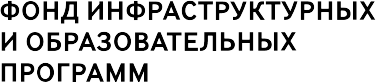 ФОНД ИНФРАСТРУКТУРНЫХ
И ОБРАЗОВАТЕЛЬНЫХ
ПРОГРАММ